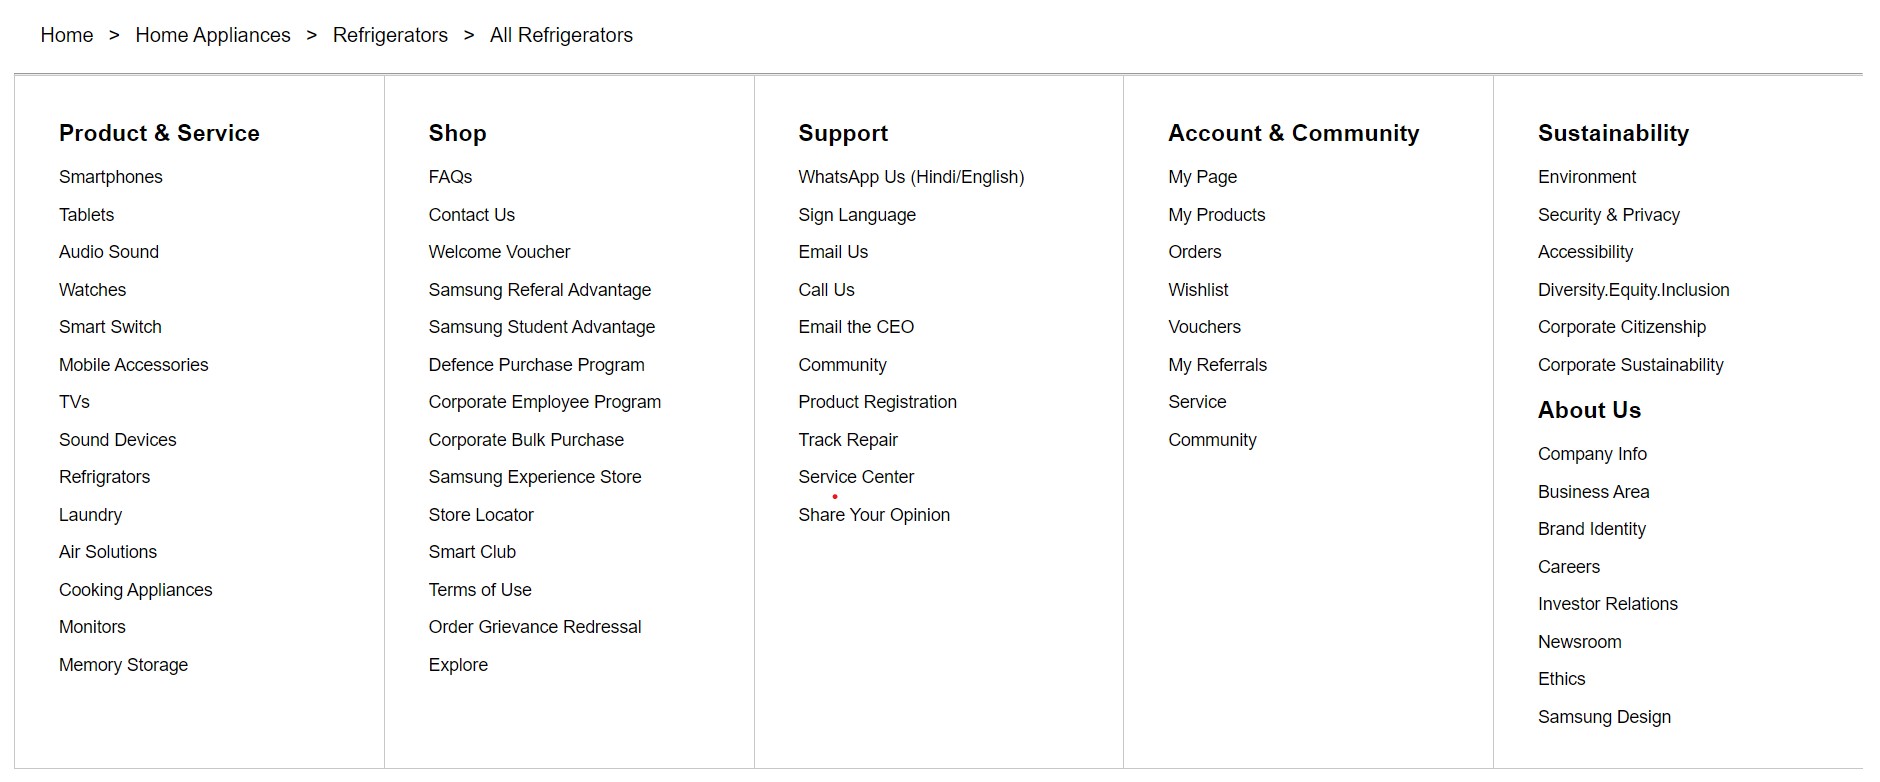 Home > Home Appliances > Refrigerators > All Refrigerators
Product & Service
Smartphones
Tablets
Audio Sound
Watches
Smart Switch
Mobile Accessories
TVs
Sound Devices
Refrigrators
Laundry
Air Solutions
Cooking Appliances
Monitors
Memory Storage
Shop
FAQs
Contact Us
Welcome Voucher
Samsung Referal Advantage
Samsung Student Advantage
Defence Purchase Program
Corporate Employee Program
Corporate Bulk Purchase
Samsung Experience Store
Store Locator
Smart Club
Terms of Use
Order Grievance Redressal
Explore
Support
WhatsApp Us (Hindi/English)
Sign Language
Email Us
Call Us
Email the CEO
Community
Product Registration
Track Repair
Service Center
Share Your Opinion
Account & Community
My Page
My Products
Orders
Wishlist
Vouchers
My Referrals
Service
Community
Sustainability
Environment
Security & Privacy
Accessibility
Diversity.Equity.Inclusion
Corporate Citizenship
Corporate Sustainability
About Us
Company Info
Business Area
Brand Identity
Careers
Investor Relations
Newsroom
Ethics
Samsung Design